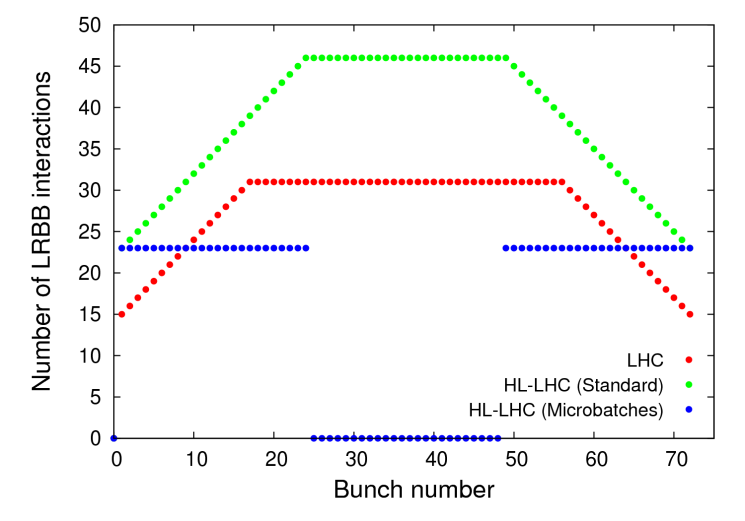 50
45
40
35
30
25
20
15
10
5
0
Number of LRBB interactions
LHC
HL-LHC (Standard)
HL-LHC (Microbatches)
0 10 20 30 40 50 60 70
Bunch number